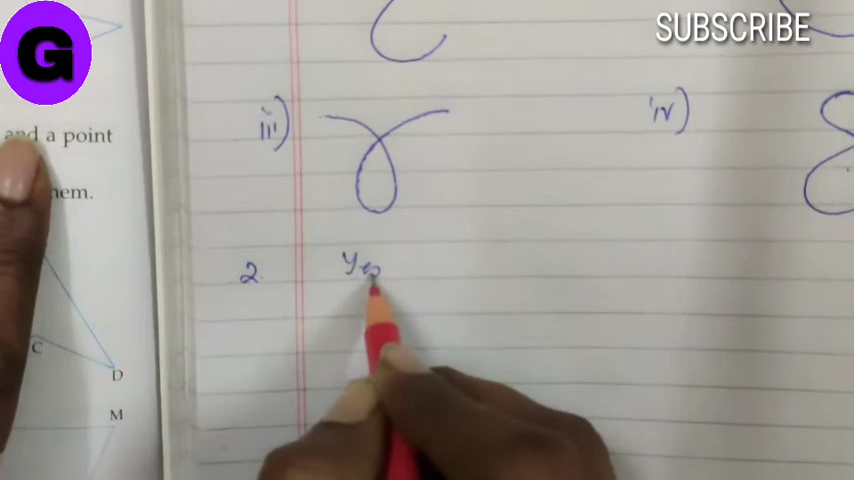 G
SUBSCRIBE
and a point
hem.
C
D
M
iii)
iv)
2. Yes